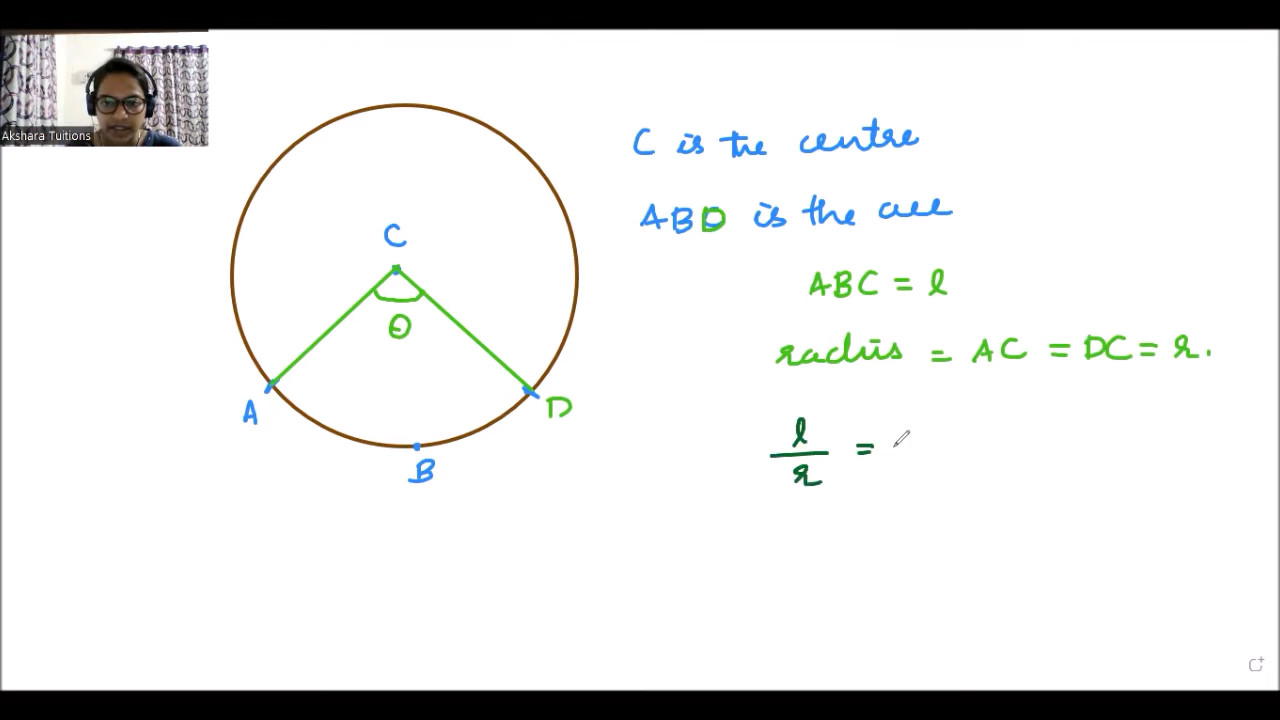 Akshara Tuitions
C is the centre
ABD is the arc
C
ABC = l
θ
radius = AC = DC = r.
A
D
l/r =
B